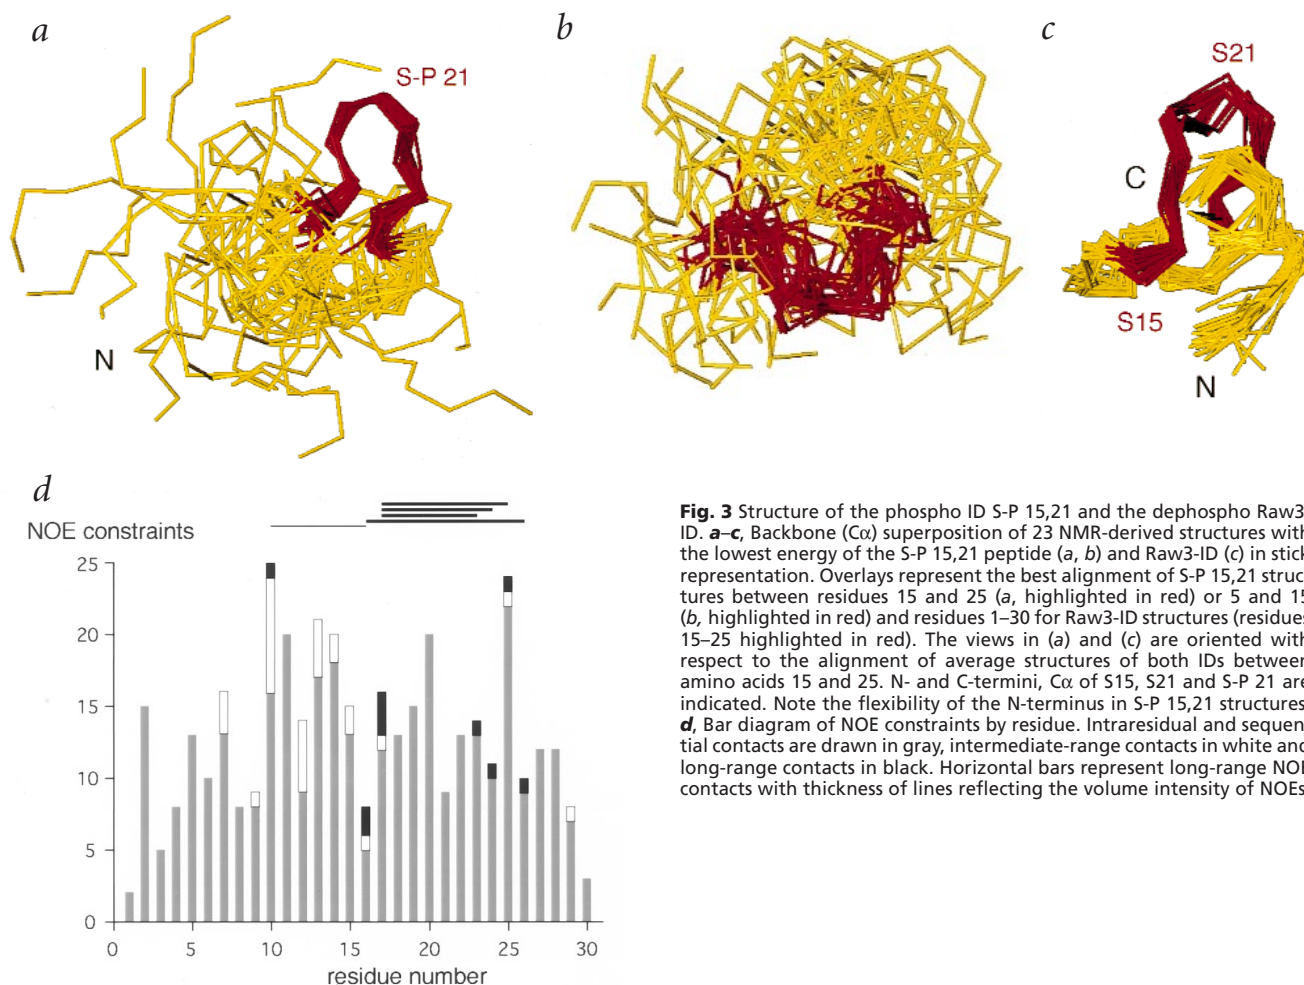 a
b
c
S-P 21
S21
C
N
S15
N
d
NOE constraints
25
20
15
10
5
0
0 5 10 15 20 25 30
residue number
Fig. 3 Structure of the phospho ID S-P 15,21 and the dephospho Raw3
ID. a–c, Backbone (Cα) superposition of 23 NMR-derived structures with
the lowest energy of the S-P 15,21 peptide (a, b) and Raw3-ID (c) in stick
representation. Overlays represent the best alignment of S-P 15,21 struc
tures between residues 15 and 25 (a, highlighted in red) or 5 and 15
(b, highlighted in red) and residues 1–30 for Raw3-ID structures (residues
15–25 highlighted in red). The views in (a) and (c) are oriented with
respect to the alignment of average structures of both IDs between
amino acids 15 and 25. N- and C-termini, Cα of S15, S21 and S-P 21 are
indicated. Note the flexibility of the N-terminus in S-P 15,21 structures
d, Bar diagram of NOE constraints by residue. Intraresidual and sequen
tial contacts are drawn in gray, intermediate-range contacts in white and
long-range contacts in black. Horizontal bars represent long-range NOE
contacts with thickness of lines reflecting the volume intensity of NOEs